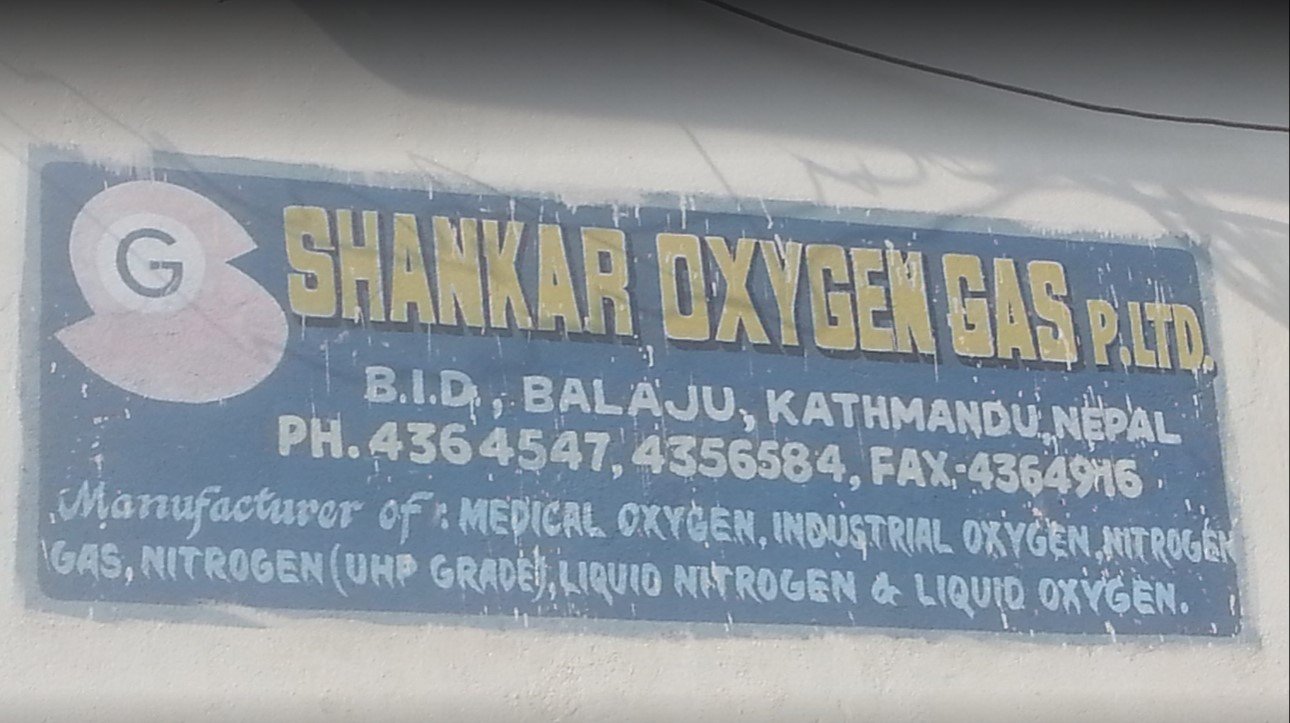 G
SHANKAR OXYGEN GAS P.LTD.
B.I.D., BALAJU, KATHMANDU, NEPAL
PH. 4364547, 4356584, FAX:
Manufacturer of : MEDICAL OXYGEN, INDUSTRIAL OXYGEN, NITROGEN
GAS, NITROGEN (UHP GRADE), LIQUID NITROGEN & LIQUID OXYGEN.